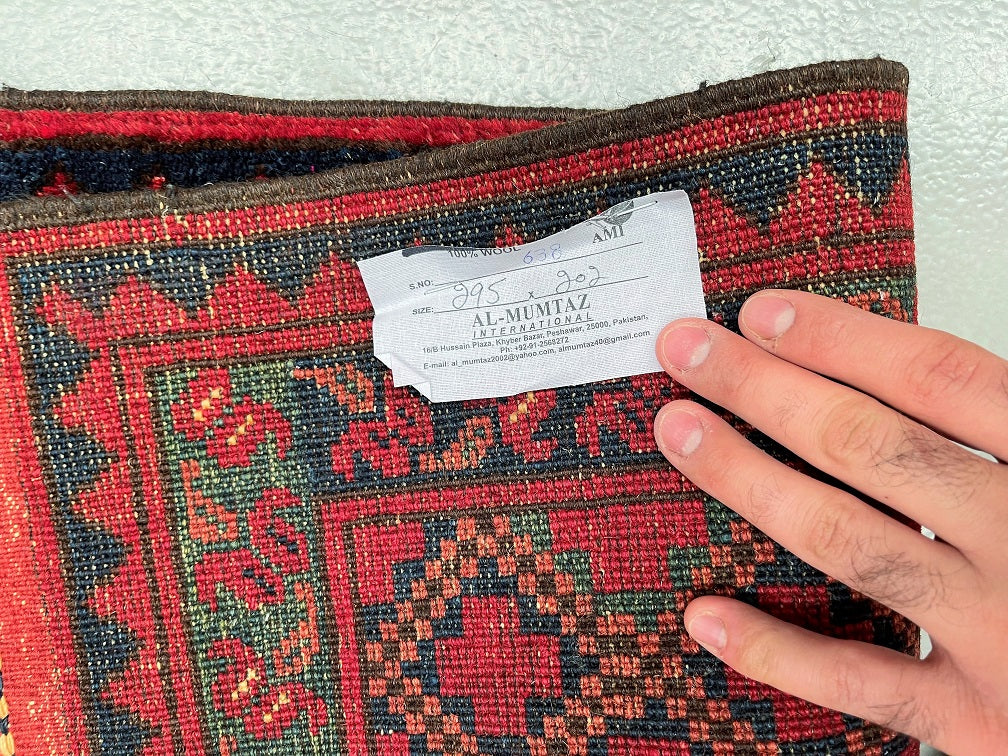 100% WOOL AMI
S.NO: 638
SIZE: 295 x 202
AL-MUMTAZ
INTERNATIONAL
16/B Hussain Plaza, Khyber Bazar, Peshawar, 25000, Pakistan,
Ph: +92-91-2568272
E-mail: al_mumtaz2002@yahoo.com, almumtaz40@gmail.com